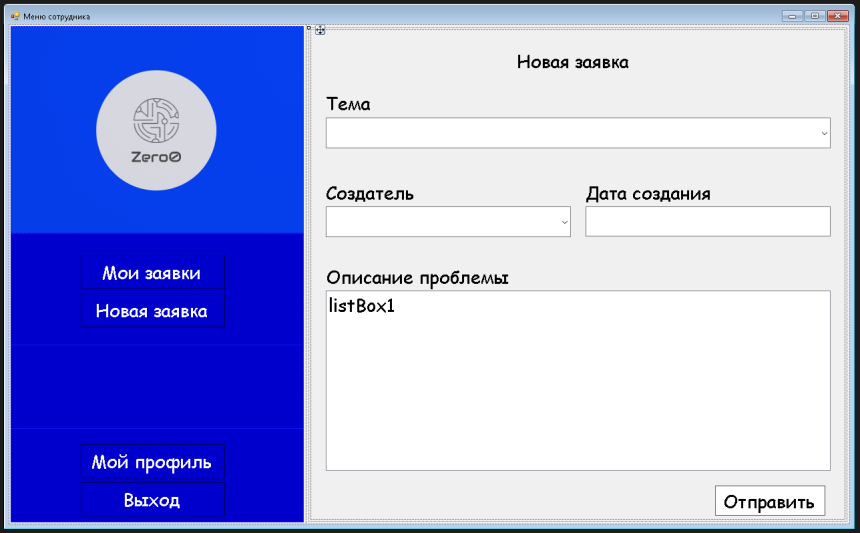 Меню сотрудника
Zero0
Мои заявки
Новая заявка
Мой профиль
Выход
Новая заявка
Тема
Создатель
Дата создания
Описание проблемы
listBox1
Отправить